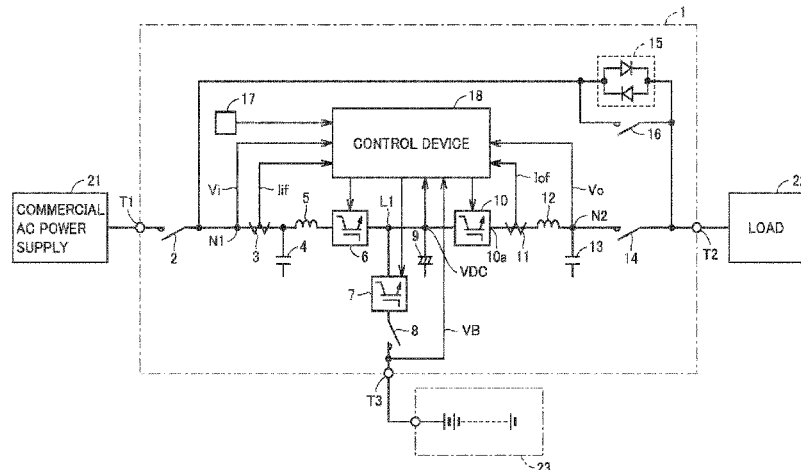 1
15
17
18
16
CONTROL DEVICE
21
22
COMMERCIAL
AC POWER
SUPPLY
LOAD
T1
Vi
Iif
5
L1
10
Iof
12
Vo
N2
2
N1
3
4
6
9
VDC
10a
11
13
14
T2
7
8
VB
T3
23